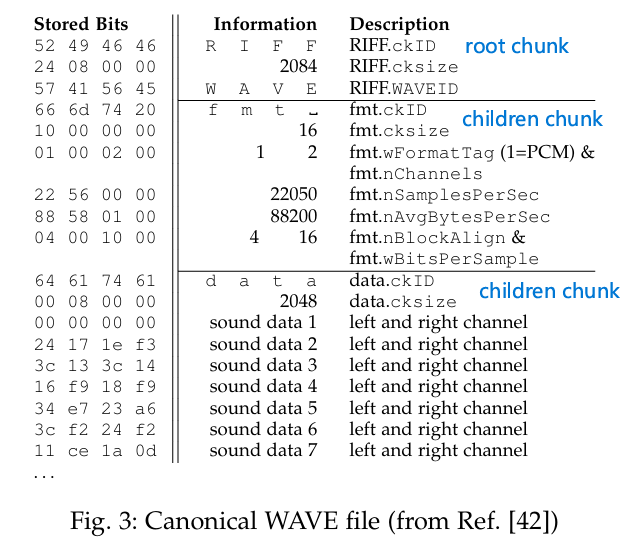 Stored Bits Information Description
52 49 46 46 R I F F RIFF.ckID root chunk
24 08 00 00 2084 RIFF.cksize
57 41 56 45 W A V E RIFF.WAVEID
66 6d 74 20 f m t ␣ fmt.ckID children chunk
10 00 00 00 16 fmt.cksize
01 00 02 00 1 2 fmt.wFormatTag (1=PCM) &
fmt.nChannels
22 56 00 00 22050 fmt.nSamplesPerSec
88 58 01 00 88200 fmt.nAvgBytesPerSec
04 00 10 00 4 16 fmt.nBlockAlign &
fmt.wBitsPerSample
64 61 74 61 d a t a data.ckID children chunk
00 08 00 00 2048 data.cksize
00 00 00 00 sound data 1 left and right channel
24 17 1e f3 sound data 2 left and right channel
3c 13 3c 14 sound data 3 left and right channel
16 f9 18 f9 sound data 4 left and right channel
34 e7 23 a6 sound data 5 left and right channel
3c f2 24 f2 sound data 6 left and right channel
11 ce 1a 0d sound data 7 left and right channel
...
Fig. 3: Canonical WAVE file (from Ref. [42])